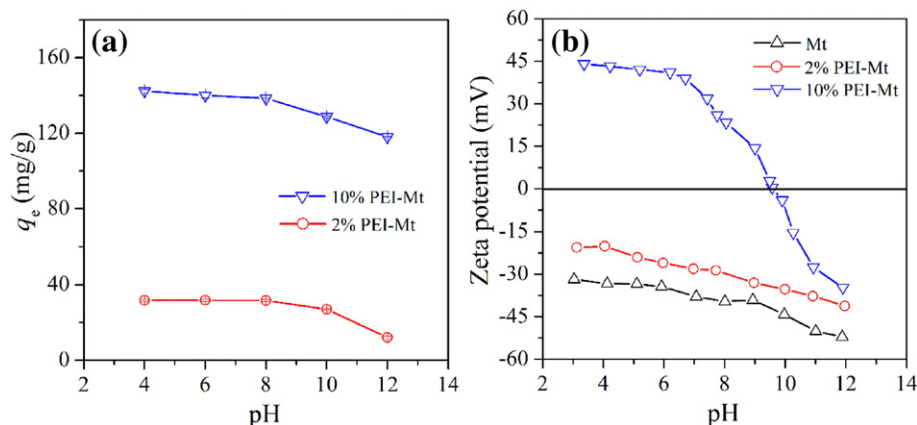 (a)
160
120
80
40
0
qe (mg/g)
10% PEI-Mt
2% PEI-Mt
2 4 6 8 10 12 14
pH
(b)
60
45
30
15
0
-15
-30
-45
-60
Zeta potential (mV)
Mt
2% PEI-Mt
10% PEI-Mt
2 4 6 8 10 12 14
pH